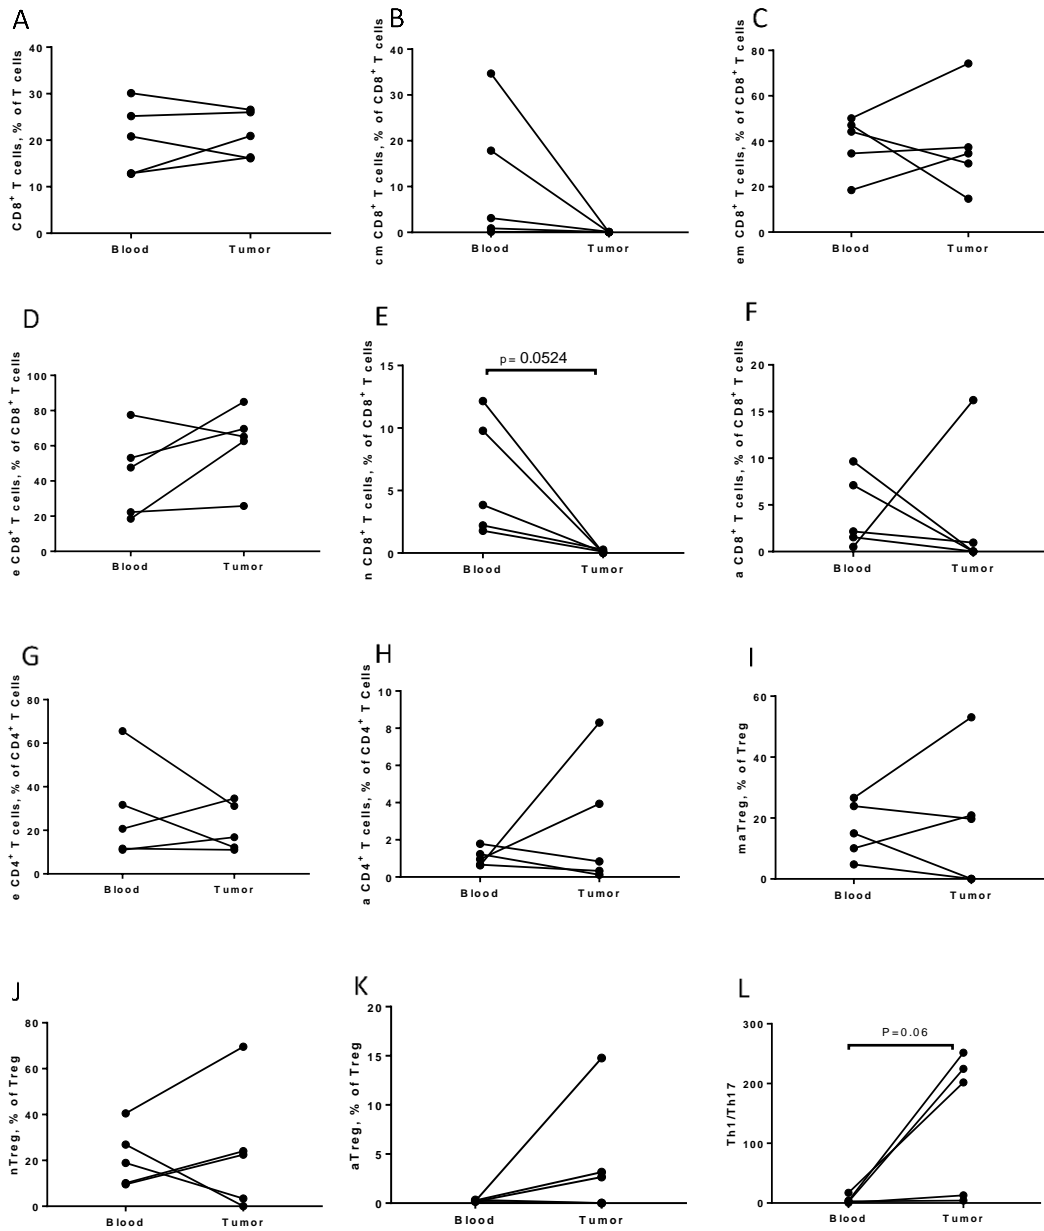 A
CD8+ T cells, % of T cells
40
30
20
10
0
Blood
Tumor
B
cm CD8+ T cells, % of CD8+ T cells
40
30
20
10
0
Blood
Tumor
C
em CD8+ T cells, % of CD8+ T cells
80
60
40
20
0
Blood
Tumor
D
e CD8+ T cells, % of CD8+ T cells
100
80
60
40
20
0
Blood
Tumor
E
n CD8+ T cells, % of CD8+ T cells
15
10
5
0
p= 0.0524
Blood
Tumor
F
a CD8+ T cells, % of CD8+ T cells
20
15
10
5
0
Blood
Tumor
G
e CD4+ T cells, % of CD4+ T Cells
80
60
40
20
0
Blood
Tumor
H
a CD4+ T cells, % of CD4+ T Cells
10
8
6
4
2
0
Blood
Tumor
I
maTreg, % of Treg
60
40
20
0
Blood
Tumor
J
nTreg, % of Treg
80
60
40
20
0
Blood
Tumor
K
aTreg, % of Treg
20
15
10
5
0
Blood
Tumor
L
Th1/Th17
300
200
100
0
P=0.06
Blood
Tumor